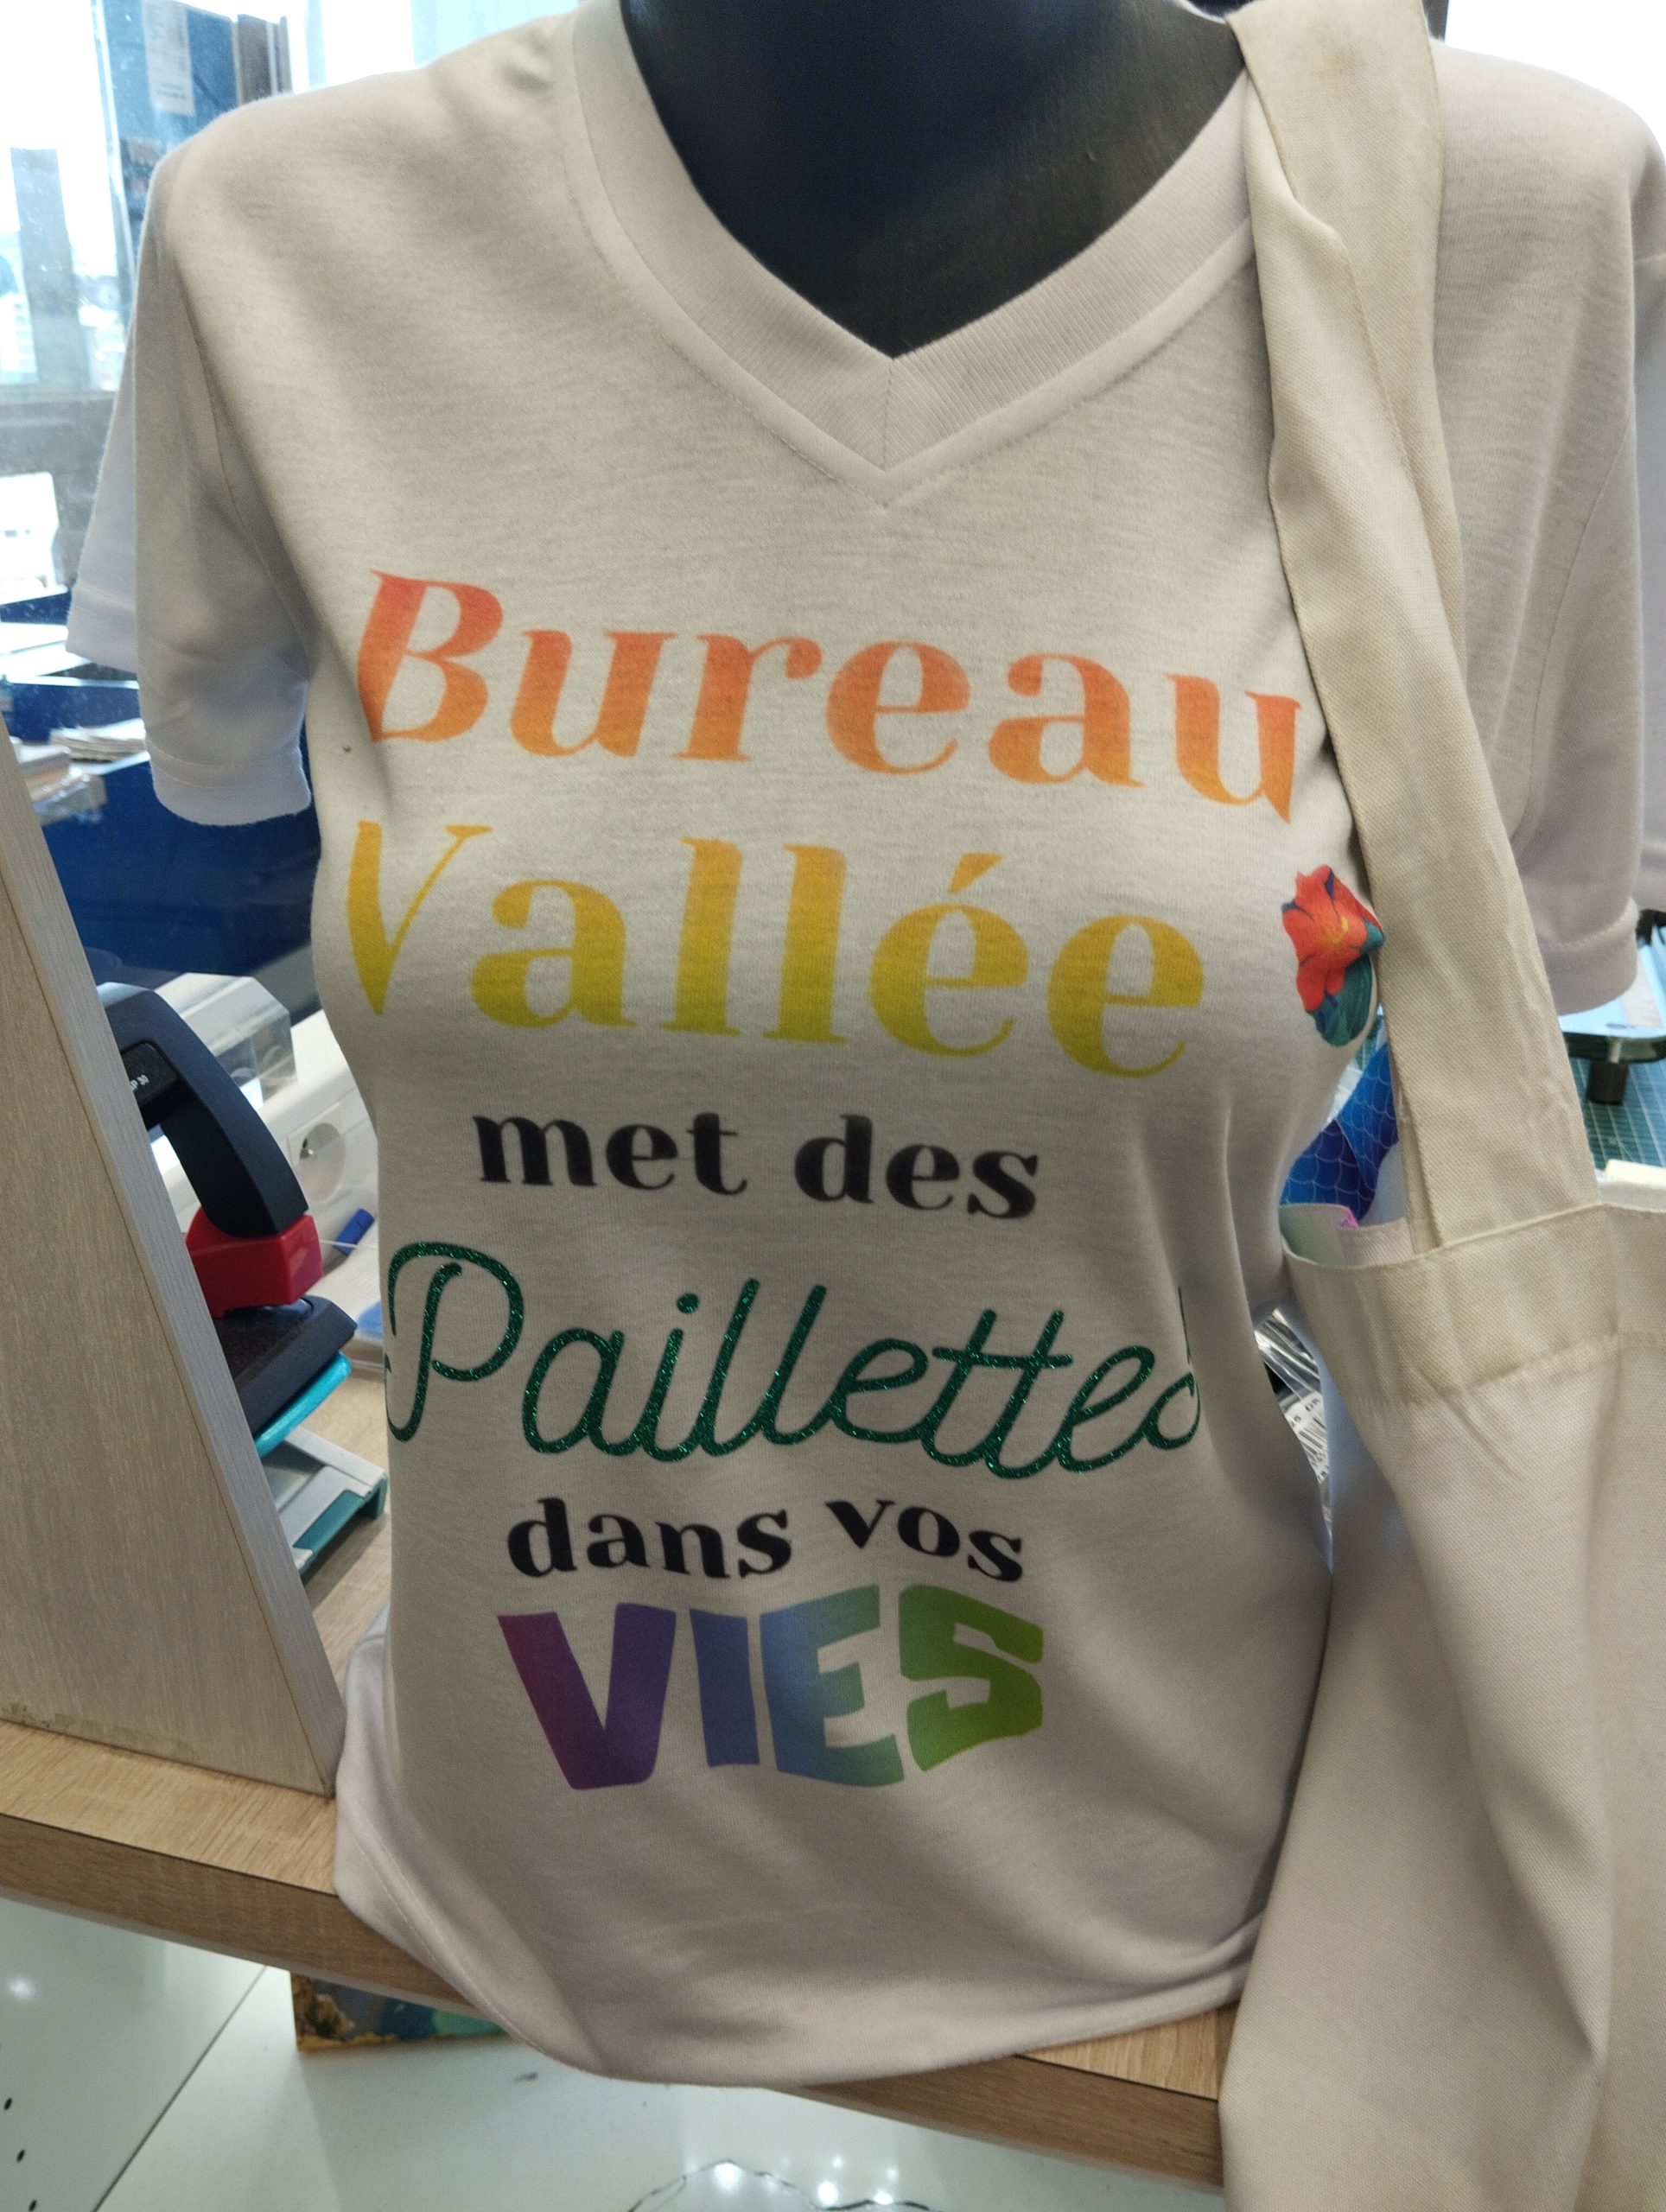 Bureau
Vallée
met des
Paillettes
dans vos
VIES